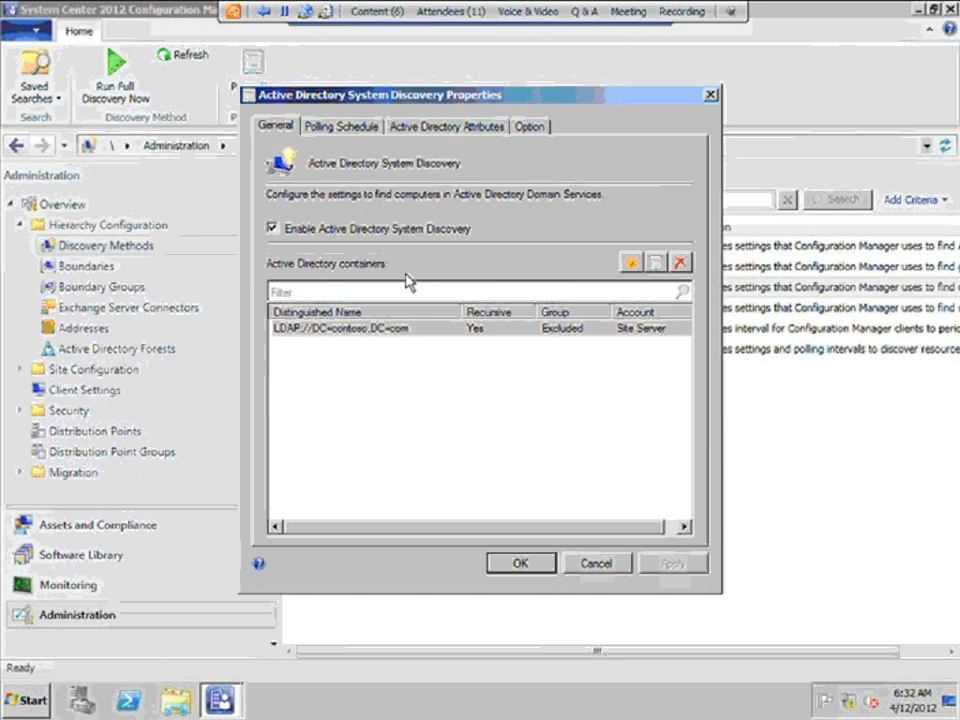 System Center 2012 Configuration Ma
Content (6) Attendees (11) Voice & Video Q & A Meeting Recording
Home
Saved Searches
Run Full Discovery Now
Refresh
Search
Discovery Method
\ Administration
Search
Add Criteria
Administration
Overview
Hierarchy Configuration
Discovery Methods
Boundaries
Boundary Groups
Exchange Server Connectors
Addresses
Active Directory Forests
Site Configuration
Client Settings
Security
Distribution Points
Distribution Point Groups
Migration
Assets and Compliance
Software Library
Monitoring
Administration
Active Directory System Discovery Properties
General Polling Schedule Active Directory Attributes Option
Active Directory System Discovery
Configure the settings to find computers in Active Directory Domain Services.
Enable Active Directory System Discovery
Active Directory containers:
Filter
Distinguished Name Recursive Group Account
LDAP://DC=contoso,DC=com Yes Excluded Site Server
OK Cancel Apply
es settings that Configuration Manager uses to find
es settings that Configuration Manager uses to find
es settings that Configuration Manager uses to find
es settings that Configuration Manager uses to find
es interval for Configuration Manager clients to perio
es settings and polling intervals to discover resource
Ready
Start
6:32 AM
4/12/2012